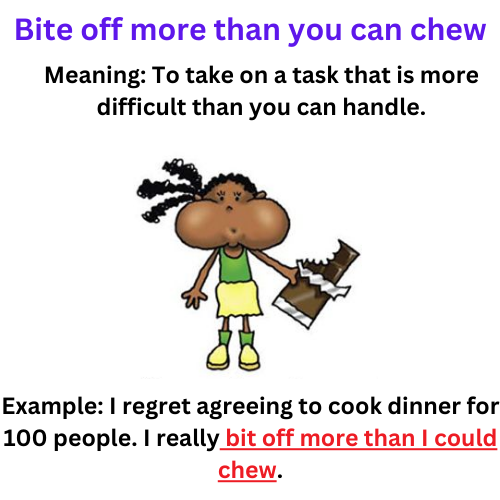 Bite off more than you can chew
Meaning: To take on a task that is more
difficult than you can handle.
Example: I regret agreeing to cook dinner for
100 people. I really bit off more than I could
chew.